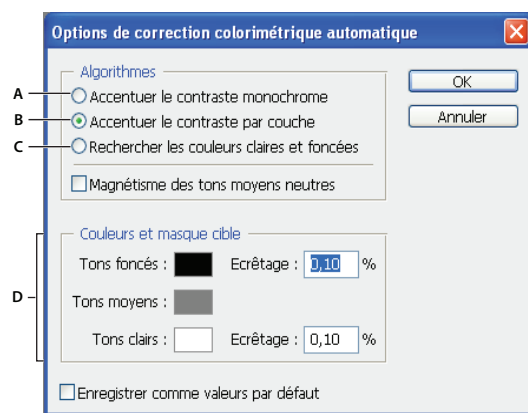 Options de correction colorimétrique automatique
Algorithmes
OK
A Accentuer le contraste monochrome
B Accentuer le contraste par couche
Annuler
C Rechercher les couleurs claires et foncées
Magnétisme des tons moyens neutres
Couleurs et masque cible
Tons foncés : Ecrêtage : 0,10 %
D
Tons moyens :
Tons clairs : Ecrêtage : 0,10 %
Enregistrer comme valeurs par défaut